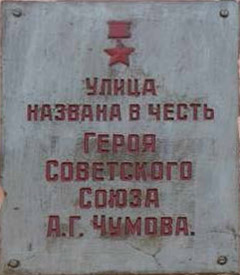 Улица
названа в честь
Героя
Советского
Союза
А.Г. Чумова.